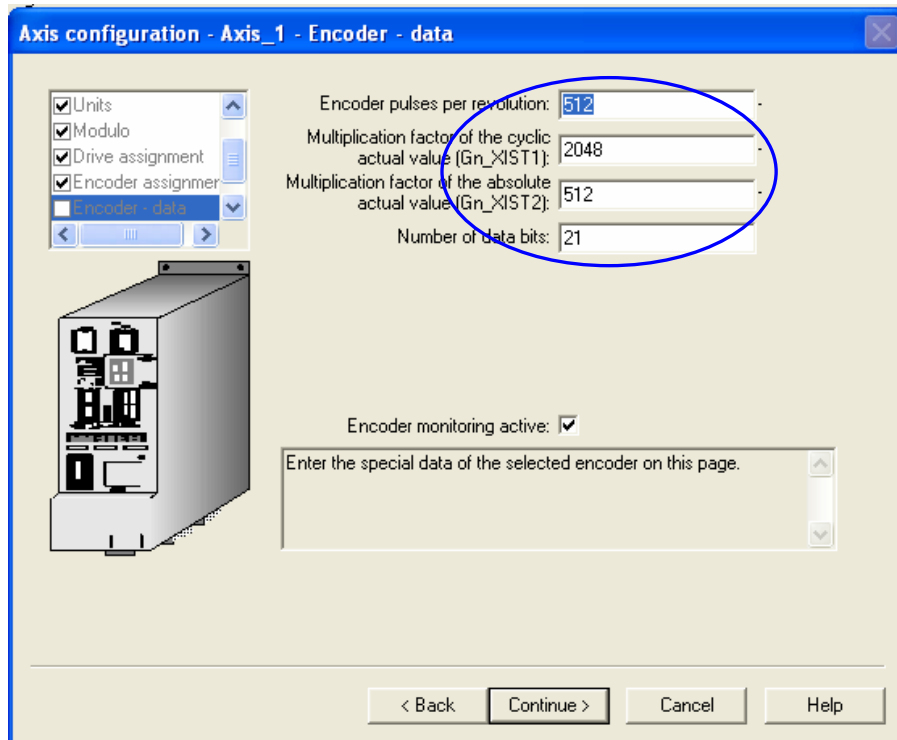 Axis configuration - Axis_1 - Encoder - data
Units
Modulo
Drive assignment
Encoder assignmer
Encoder - data
Encoder pulses per revolution: 512 -
Multiplication factor of the cyclic
actual value (Gn_XIST1): 2048 -
Multiplication factor of the absolute
actual value (Gn_XIST2): 512 -
Number of data bits: 21
Encoder monitoring active:
Enter the special data of the selected encoder on this page.
< Back
Continue >
Cancel
Help